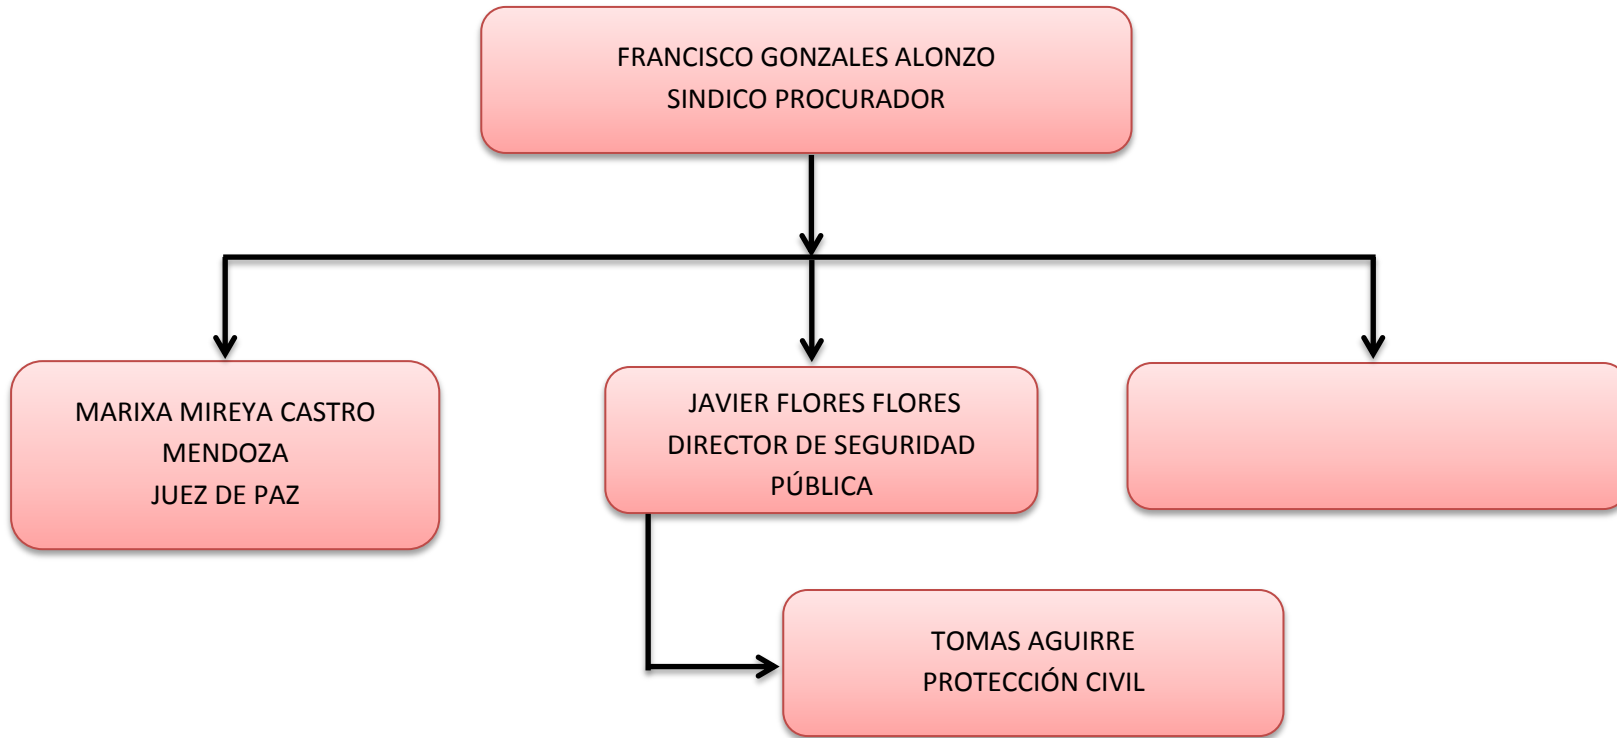 FRANCISCO GONZALES ALONZO
SINDICO PROCURADOR
MARIXA MIREYA CASTRO
MENDOZA
JUEZ DE PAZ
JAVIER FLORES FLORES
DIRECTOR DE SEGURIDAD
PÚBLICA
TOMAS AGUIRRE
PROTECCIÓN CIVIL